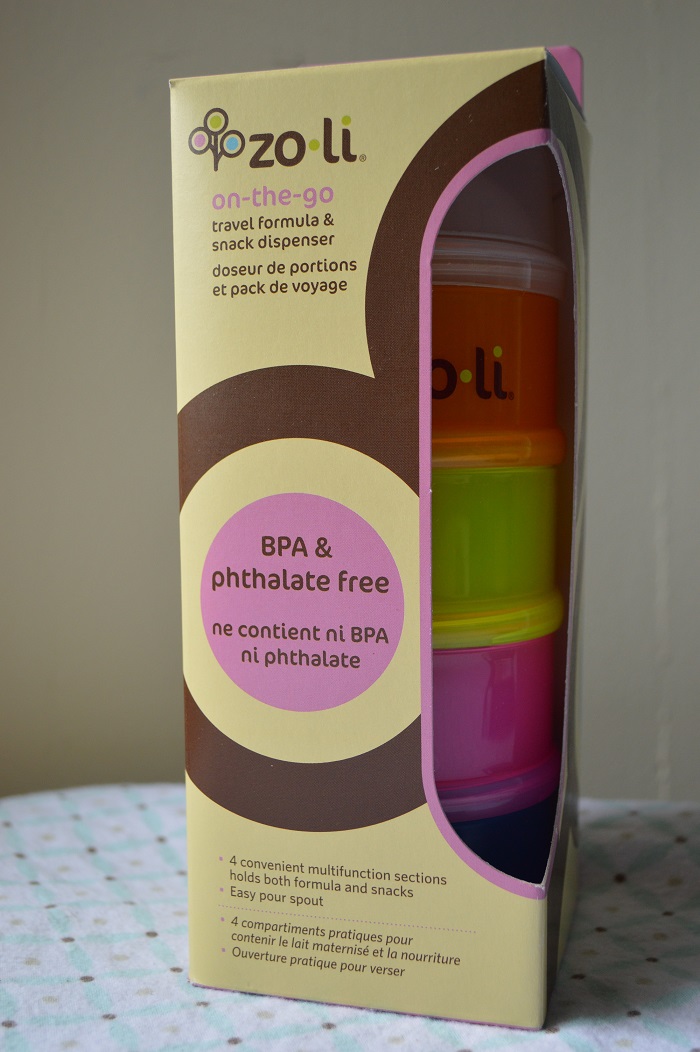 zo·li®
on-the-go
travel formula &
snack dispenser
doseur de portions
et pack de voyage
o·li®
BPA &
phthalate free
ne contient ni BPA
ni phthalate
• 4 convenient multifunction sections
holds both formula and snacks
• Easy pour spout
• 4 compartiments pratiques pour
contenir le lait maternisé et la nourriture
• Ouverture pratique pour verser